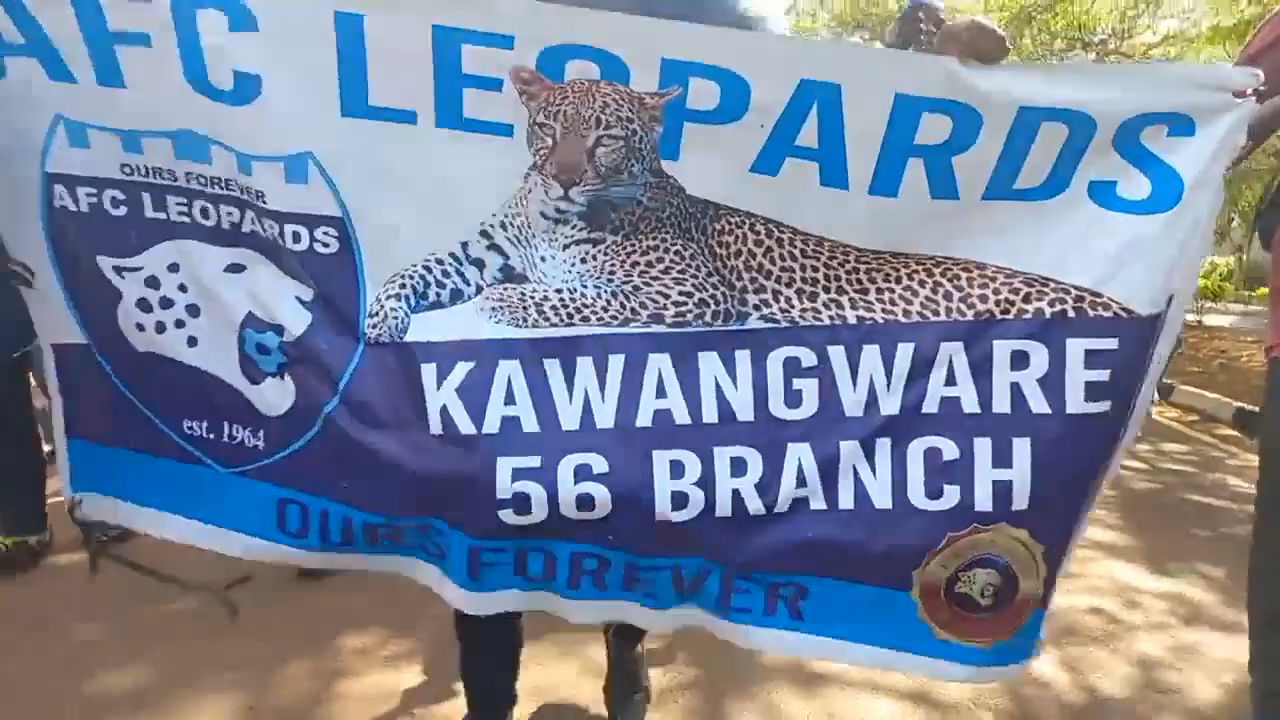 AFC LEOPARDS
OURS FOREVER
AFC LEOPARDS
est. 1964
KAWANGWARE
56 BRANCH
OURS FOREVER